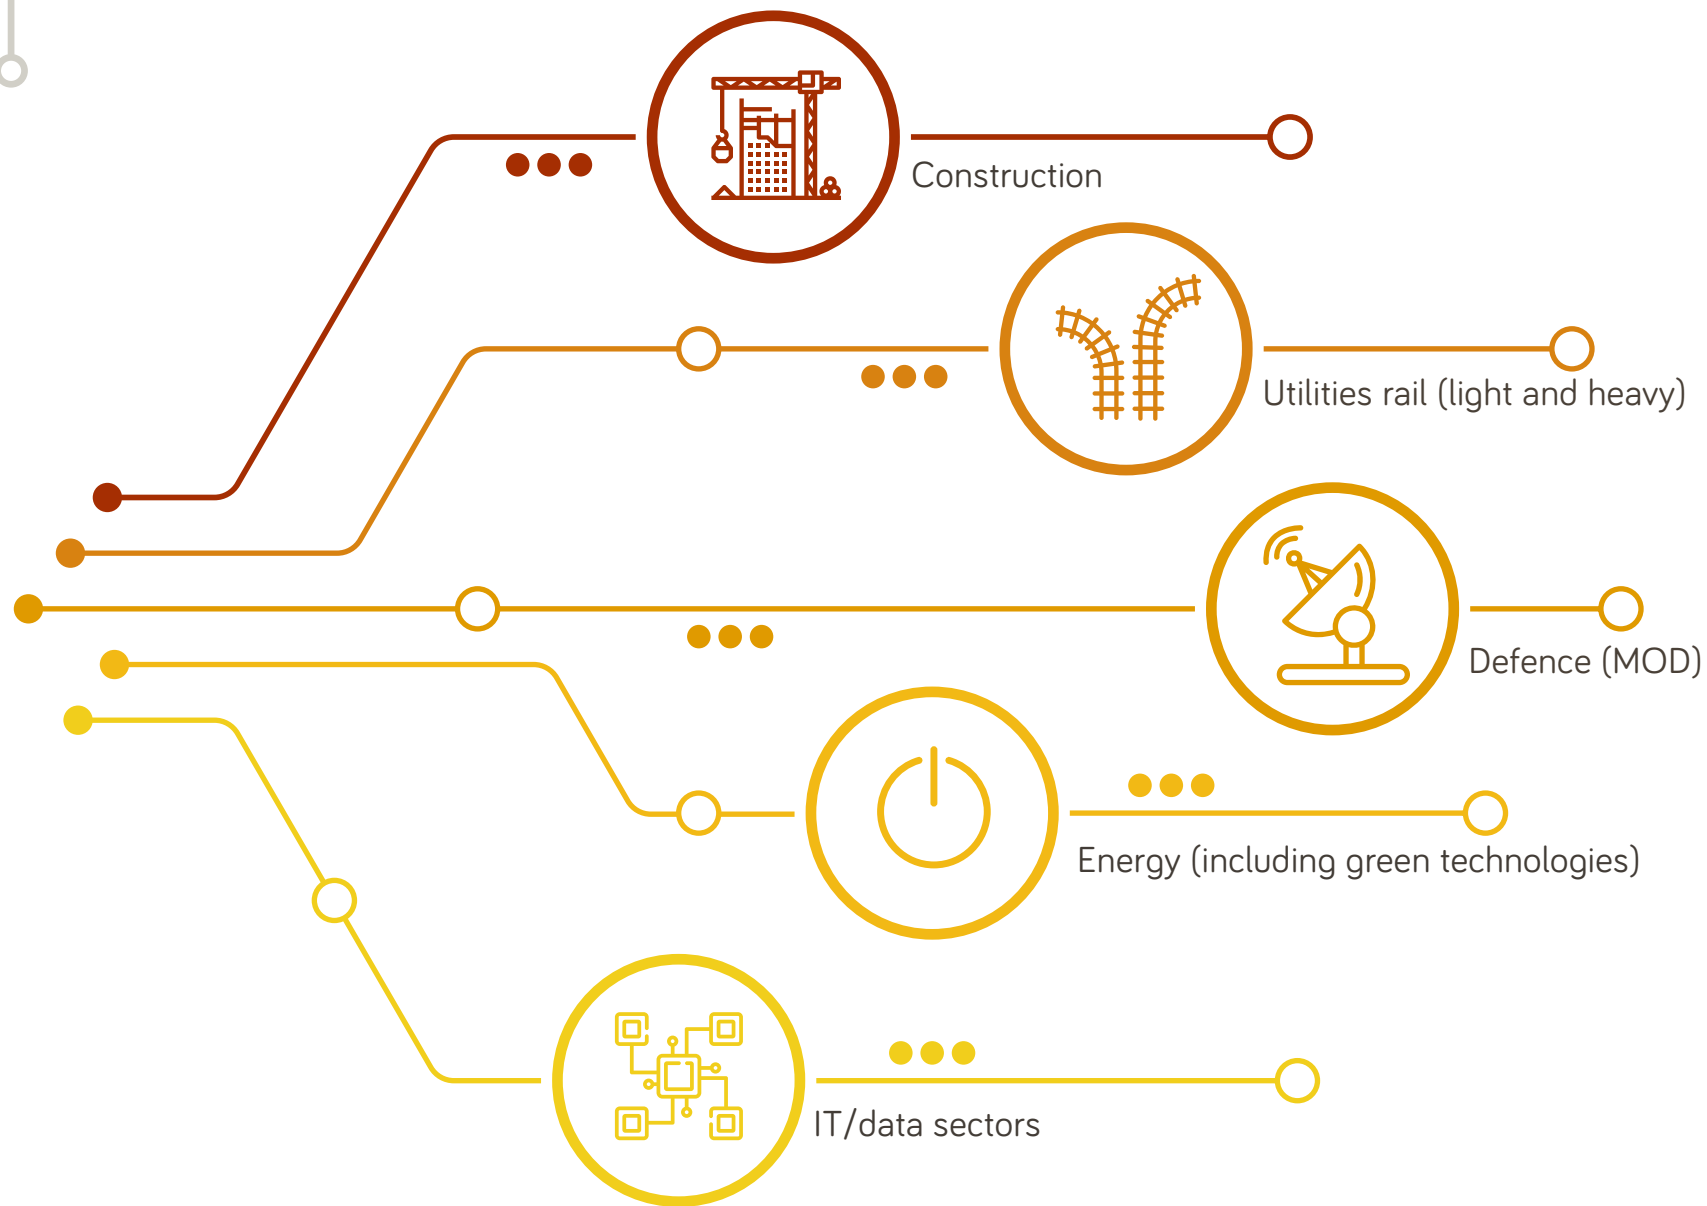 Construction
Utilities rail (light and heavy)
Defence (MOD)
Energy (including green technologies)
IT/data sectors